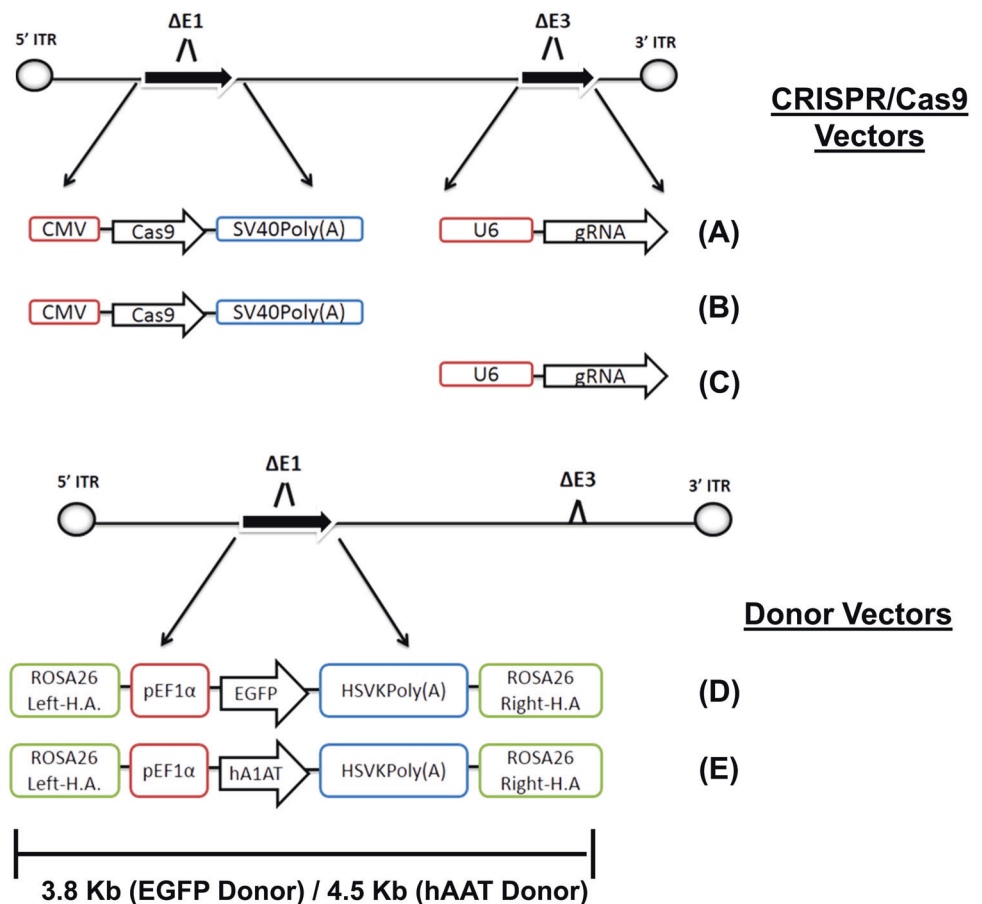 ΔE1
ΔE3
5' ITR
3' ITR
CRISPR/Cas9
Vectors
CMV
Cas9
SV40Poly(A)
U6
gRNA
(A)
CMV
Cas9
SV40Poly(A)
(B)
U6
gRNA
(C)
ΔE1
ΔE3
5' ITR
3' ITR
Donor Vectors
ROSA26
Left-H.A.
pEF1α
EGFP
HSVKPoly(A)
ROSA26
Right-H.A
(D)
ROSA26
Left-H.A.
pEF1α
hA1AT
HSVKPoly(A)
ROSA26
Right-H.A
(E)
3.8 Kb (EGFP Donor) / 4.5 Kb (hAAT Donor)